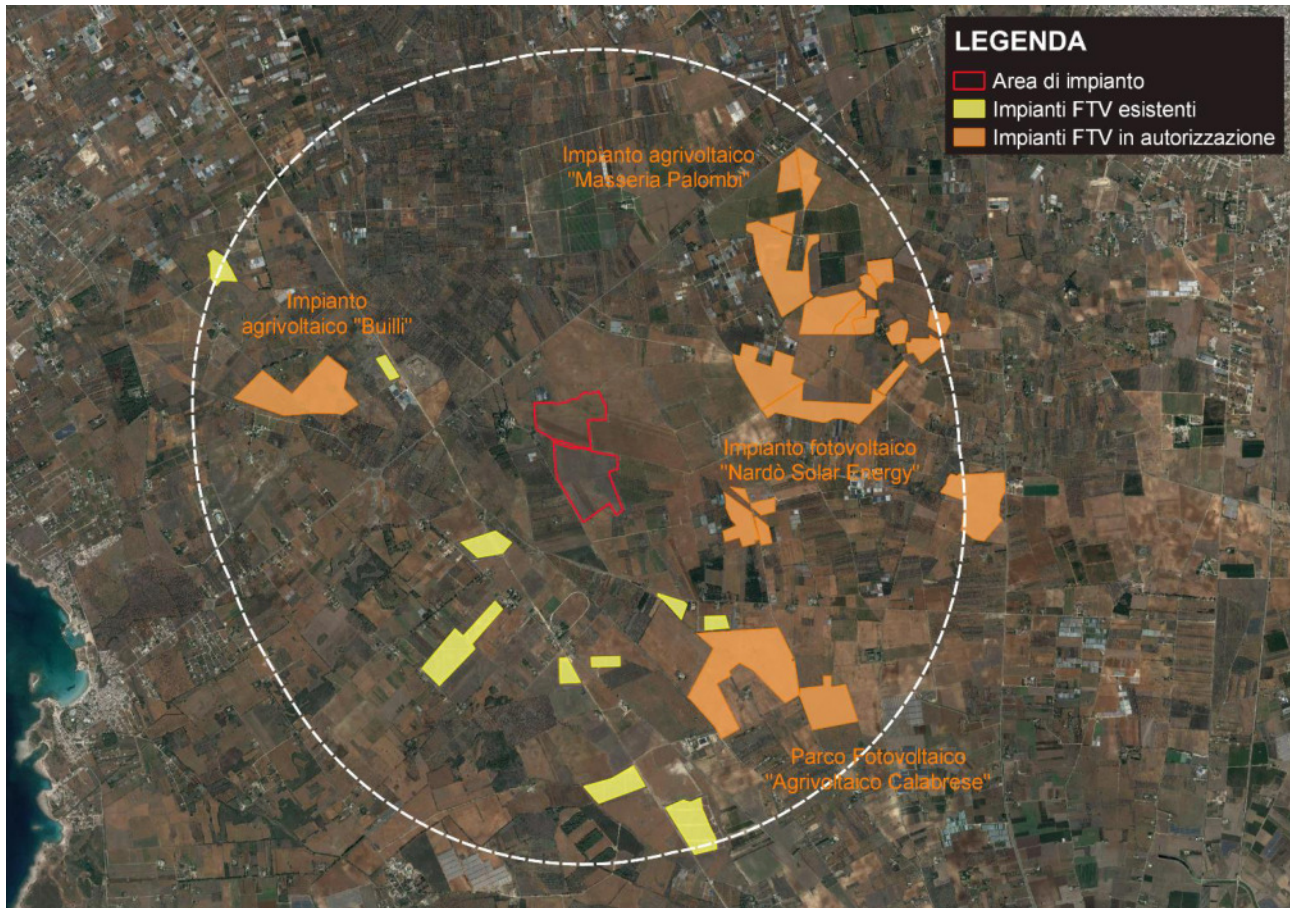 LEGENDA
Area di impianto
Impianti FTV esistenti
Impianti FTV in autorizzazione
Impianto agrivoltaico
"Masseria Palombi"
Impianto
agrivoltaico "Builli"
Impianto fotovoltaico
"Nardò Solar Energy"
Parco Fotovoltaico
"Agrivoltaico Calabrese"